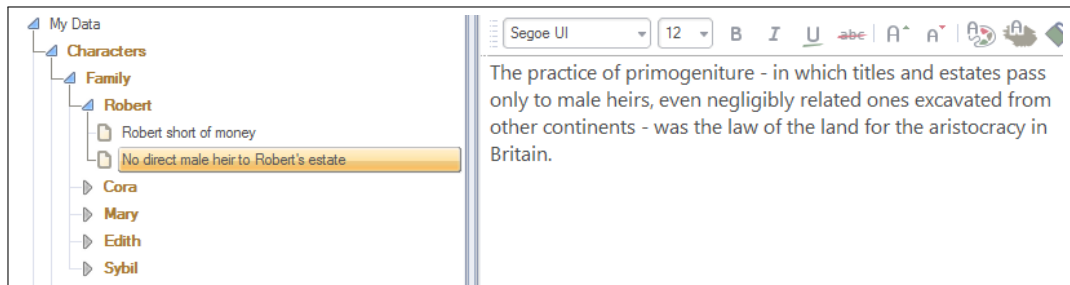 My Data
Characters
Family
Robert
Robert short of money
No direct male heir to Robert's estate
Cora
Mary
Edith
Sybil
Segoe UI 12 B I U abc A A A A
The practice of primogeniture - in which titles and estates pass
only to male heirs, even negligibly related ones excavated from
other continents - was the law of the land for the aristocracy in
Britain.